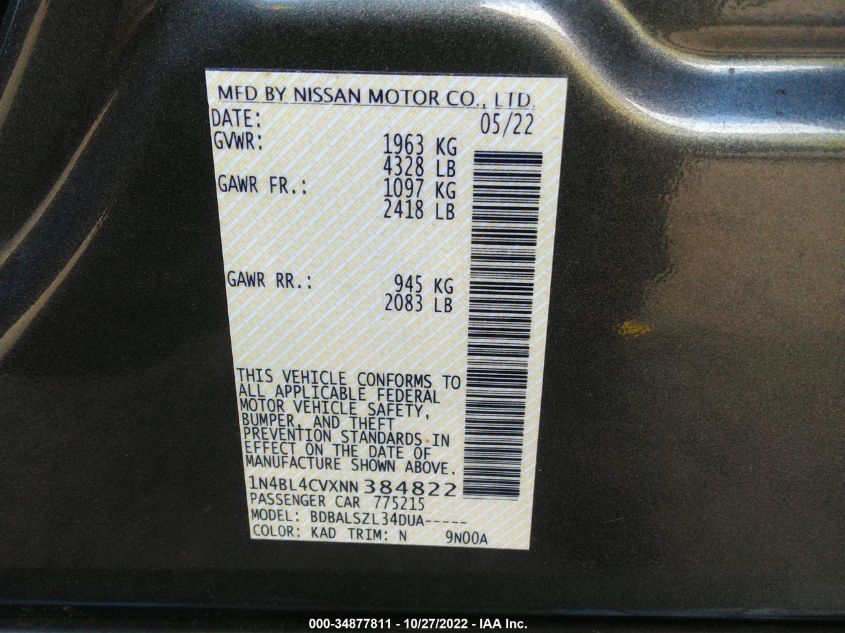 MFD BY NISSAN MOTOR CO., LTD.
DATE: 05/22
GVWR: 1963 KG
4328 LB
GAWR FR.: 1097 KG
2418 LB
GAWR RR.: 945 KG
2083 LB
THIS VEHICLE CONFORMS TO
ALL APPLICABLE FEDERAL
MOTOR VEHICLE SAFETY,
BUMPER, AND THEFT
PREVENTION STANDARDS IN
EFFECT ON THE DATE OF
MANUFACTURE SHOWN ABOVE.
1N4BL4CVXNN384822
PASSENGER CAR 775215
MODEL: BDBALSZL34DUA-----
COLOR: KAD TRIM: N 9N00A
000-34877811 / 10/27/2022 - IAA Inc.